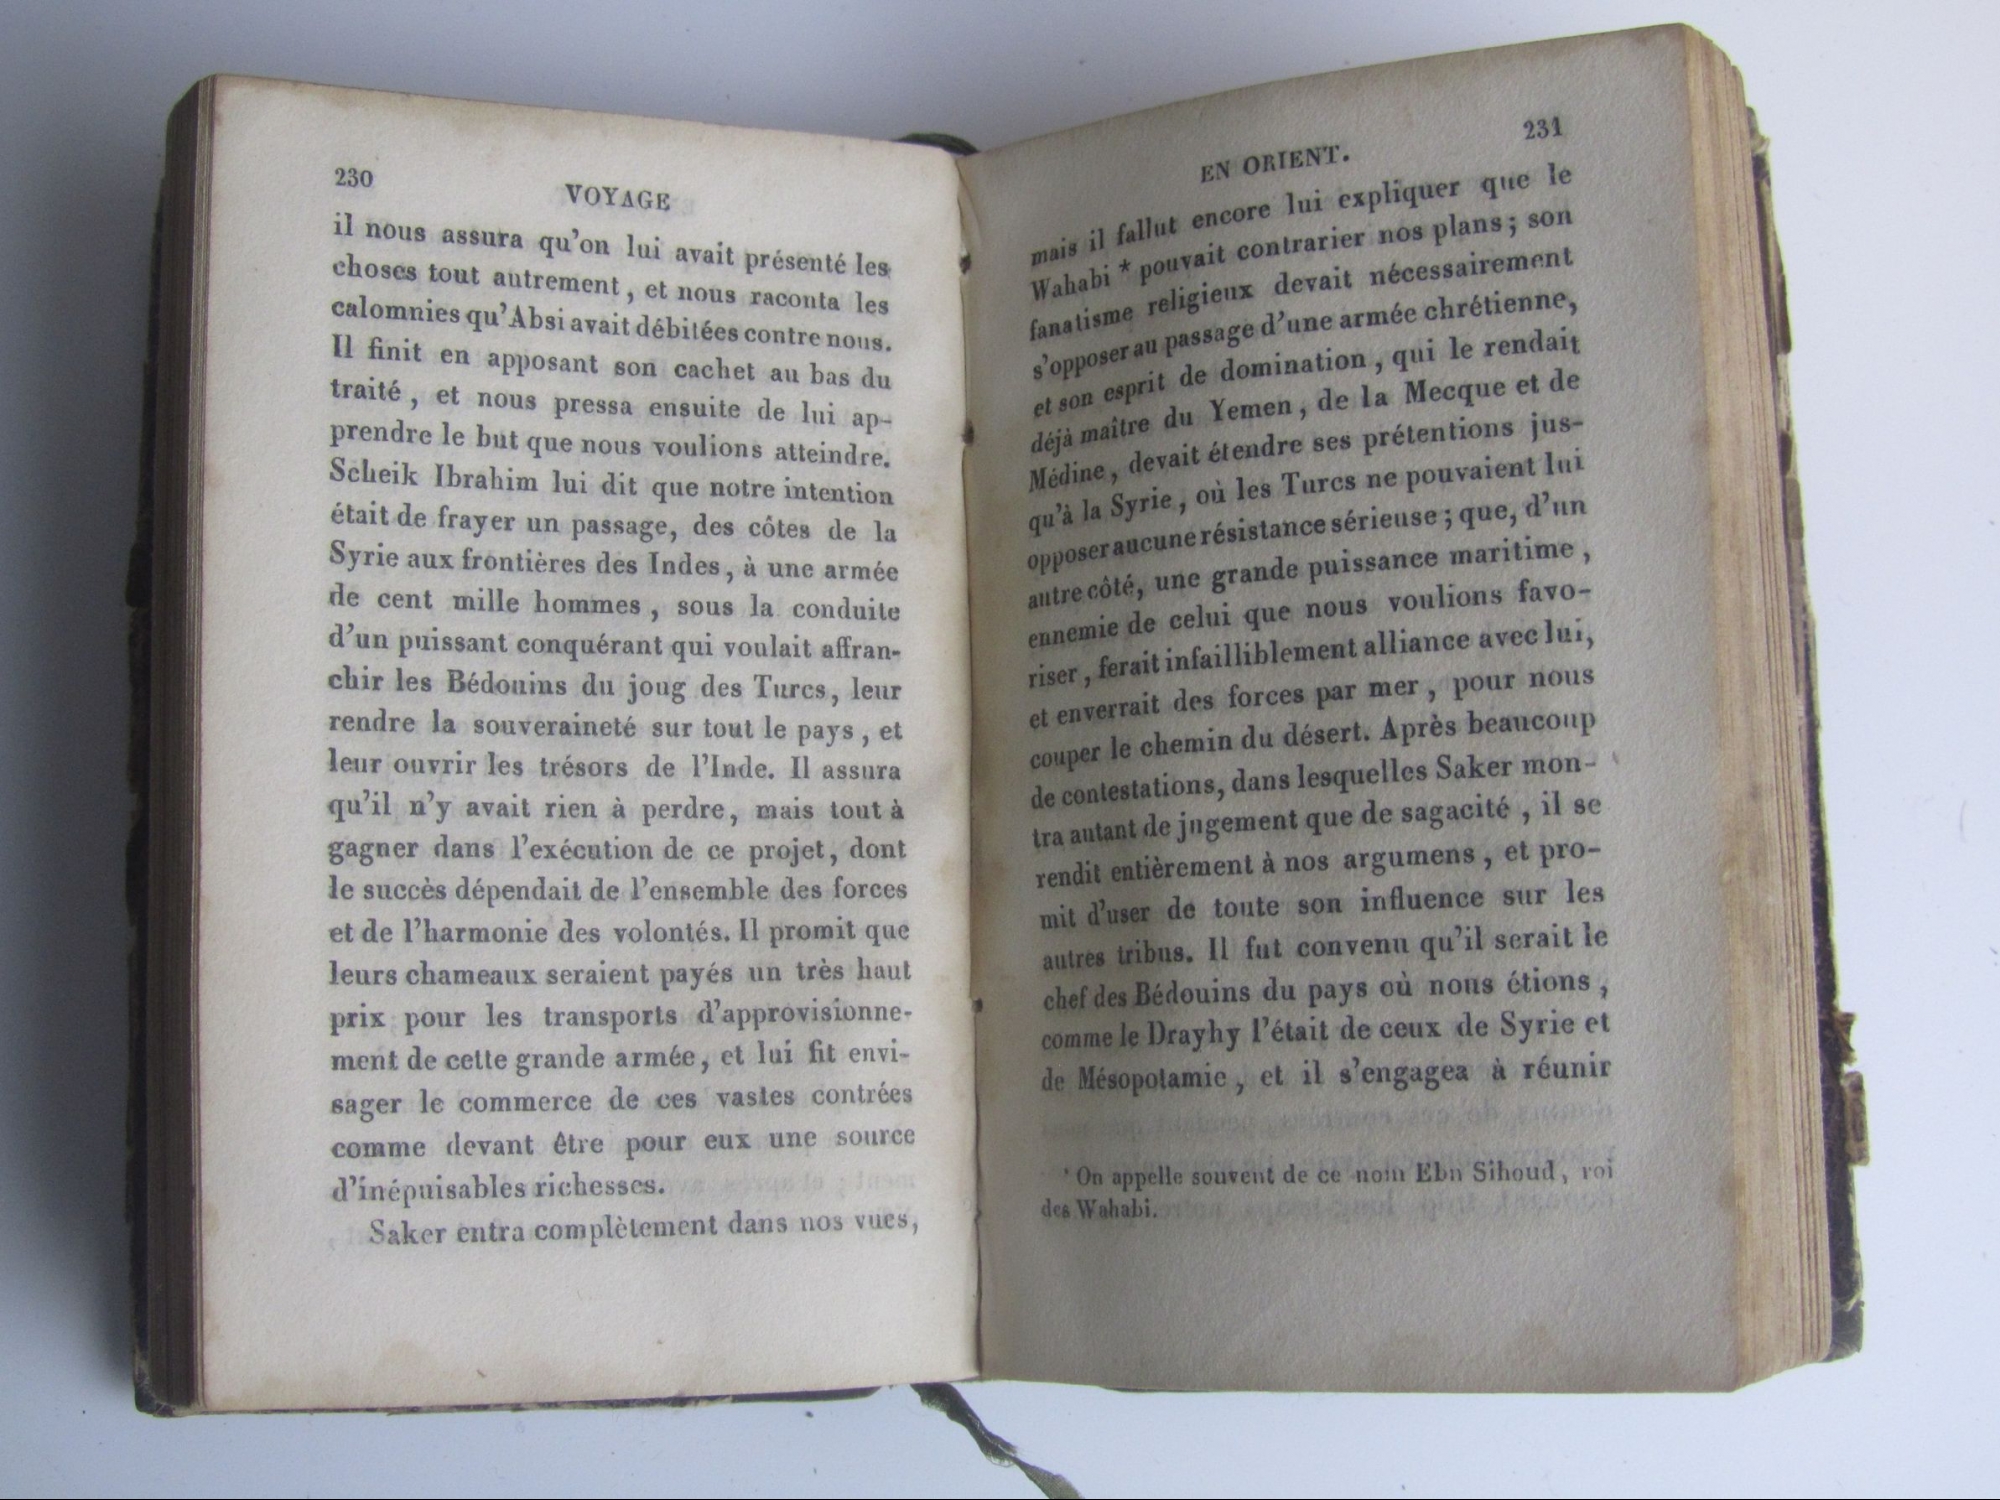 230
VOYAGE
il nous assura qu'on lui avait présenté les
choses tout autrement, et nous raconta les
calomnies qu'Absi avait débitées contre nous.
Il finit en apposant son cachet au bas du
traité, et nous pressa ensuite de lui ap-
prendre le but que nous voulions atteindre.
Scheik Ibrahim lui dit que notre intention
était de frayer un passage, des côtes de la
Syrie aux frontières des Indes, à une armée
de cent mille hommes, sous la conduite
d'un puissant conquérant qui voulait affran-
chir les Bédouins du joug des Turcs, leur
rendre la souveraineté sur tout le pays, et
leur ouvrir les trésors de l'Inde. Il assura
qu'il n'y avait rien à perdre, mais tout à
gagner dans l'exécution de ce projet, dont
le succès dépendait de l'ensemble des forces
et de l'harmonie des volontés. Il promit que
leurs chameaux seraient payés un très haut
prix pour les transports d'approvisionne-
ment de cette grande armée, et lui fit envi-
sager le commerce de ces vastes contrées
comme devant être pour eux une source
d'inépuisables richesses.
Saker entra complètement dans nos vues,
231
EN ORIENT.
mais il fallut encore lui expliquer que le
Wahabi * pouvait contrarier nos plans; son
fanatisme religieux devait nécessairement
s'opposer au passage d'une armée chrétienne,
et son esprit de domination, qui le rendait
déjà maître du Yemen, de la Mecque et de
Médine, devait étendre ses prétentions jus-
qu'à la Syrie, où les Turcs ne pouvaient lui
opposer aucune résistance sérieuse; que, d'un
autre côté, une grande puissance maritime,
ennemie de celui que nous voulions favo-
riser, ferait infailliblement alliance avec lui,
et enverrait des forces par mer, pour nous
couper le chemin du désert. Après beaucoup
de contestations, dans lesquelles Saker mon-
tra autant de jugement que de sagacité, il se
rendit entièrement à nos argumens, et pro-
mit d'user de toute son influence sur les
autres tribus. Il fut convenu qu'il serait le
chef des Bédouins du pays où nous étions,
comme le Drayhy l'était de ceux de Syrie et
de Mésopotamie, et il s'engagea à réunir
* On appelle souvent de ce nom Ebn Sihoud, roi
des Wahabi.